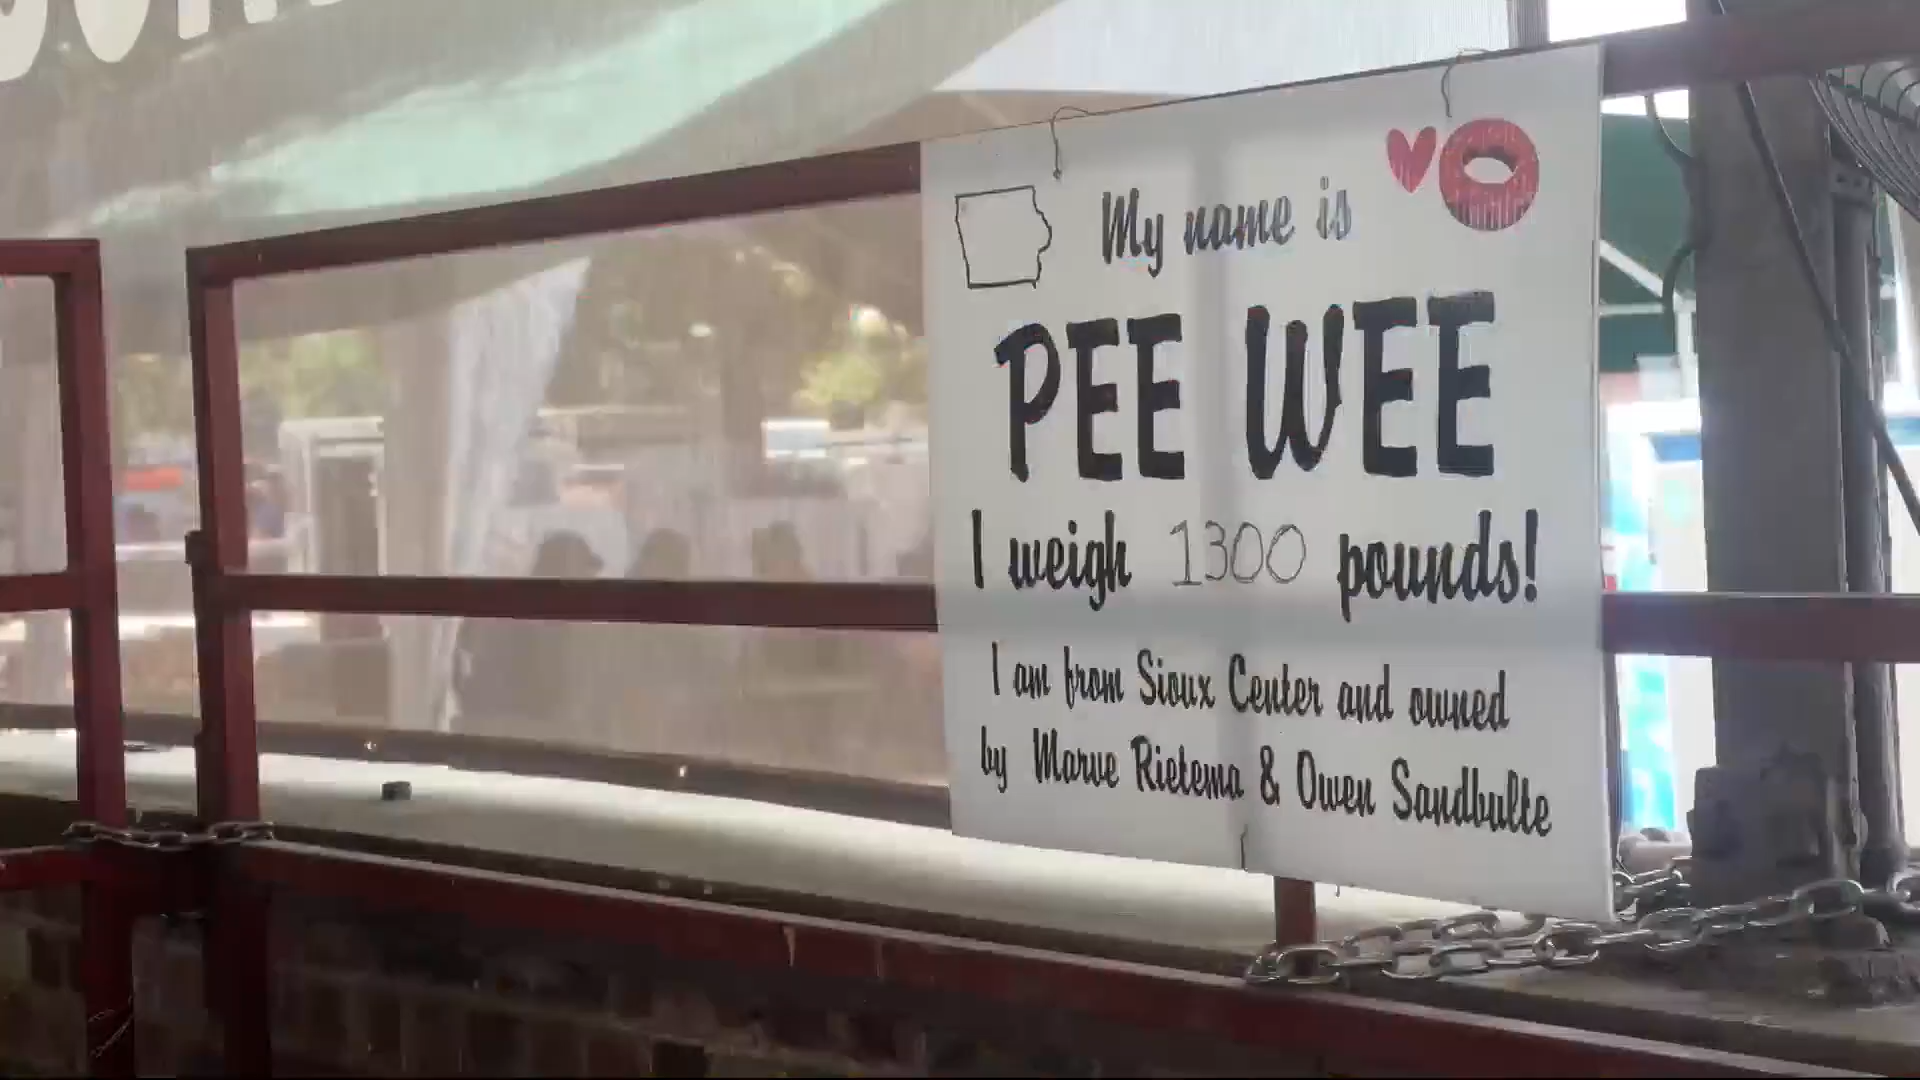 My name is
PEE WEE
I weigh 1300 pounds!
I am from Sioux Center and owned
by Marve Rietema & Owen Sandbulte